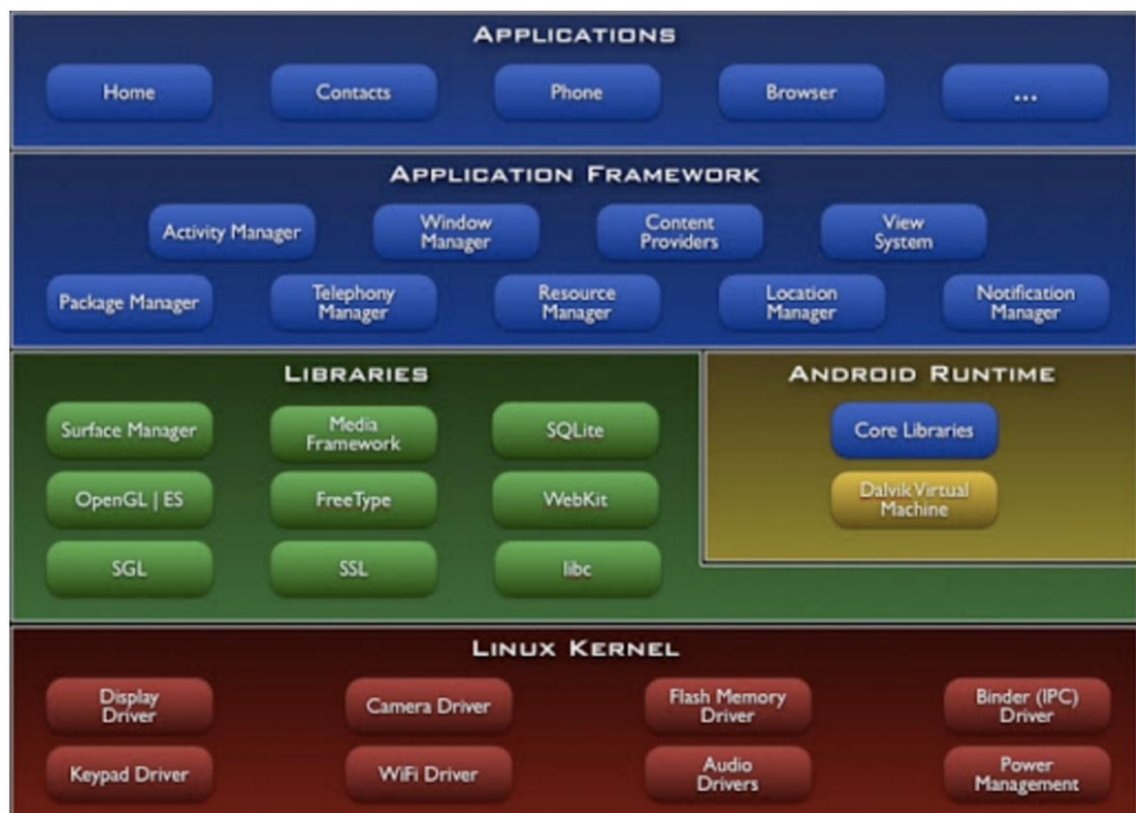 APPLICATIONS
Home
Contacts
Phone
Browser
...
APPLICATION FRAMEWORK
Activity Manager
Window
Manager
Content
Providers
View
System
Package Manager
Telephony
Manager
Resource
Manager
Location
Manager
Notification
Manager
LIBRARIES
Surface Manager
Media
Framework
SQLite
OpenGL | ES
FreeType
WebKit
SGL
SSL
libc
ANDROID RUNTIME
Core Libraries
Dalvik Virtual
Machine
LINUX KERNEL
Display
Driver
Camera Driver
Flash Memory
Driver
Binder (IPC)
Driver
Keypad Driver
WiFi Driver
Audio
Drivers
Power
Management